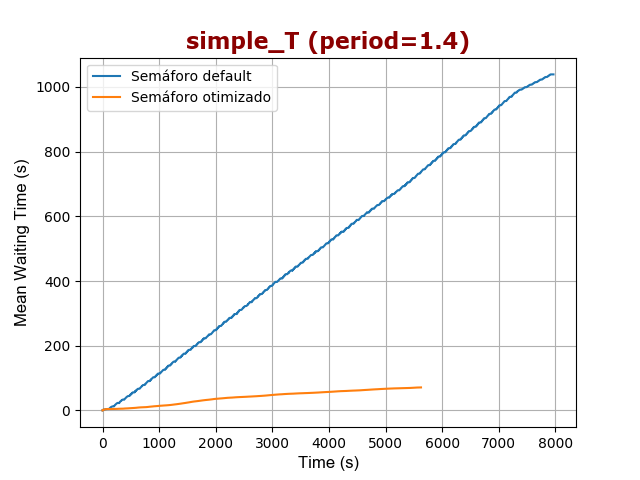 simple_T (period=1.4)
Semáforo default
Semáforo otimizado
Mean Waiting Time (s)
1000
800
600
400
200
0
0 1000 2000 3000 4000 5000 6000 7000 8000
Time (s)